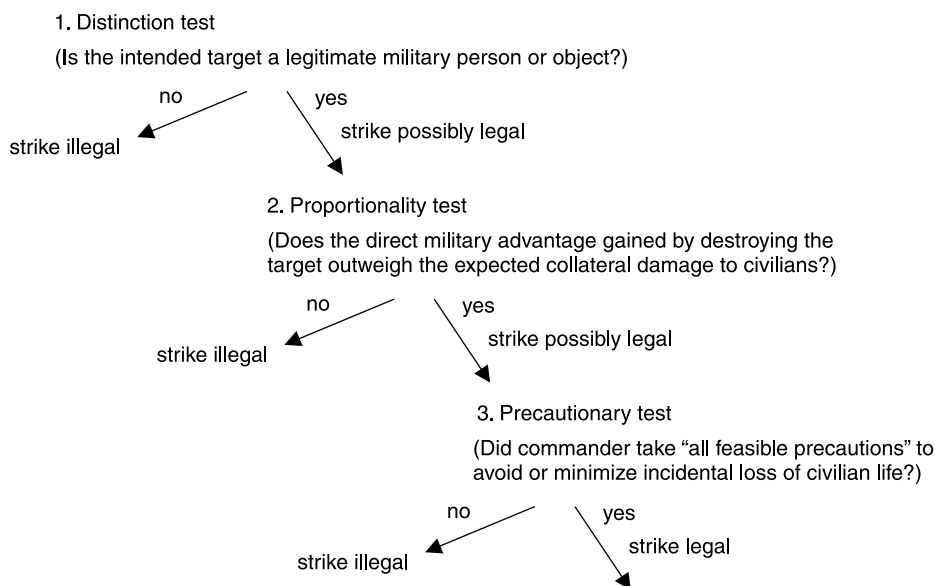 1. Distinction test
(Is the intended target a legitimate military person or object?)
no
yes
strike possibly legal
strike illegal
2. Proportionality test
(Does the direct military advantage gained by destroying the
target outweigh the expected collateral damage to civilians?)
no
yes
strike possibly legal
strike illegal
3. Precautionary test
(Did commander take “all feasible precautions” to
avoid or minimize incidental loss of civilian life?)
no
yes
strike legal
strike illegal